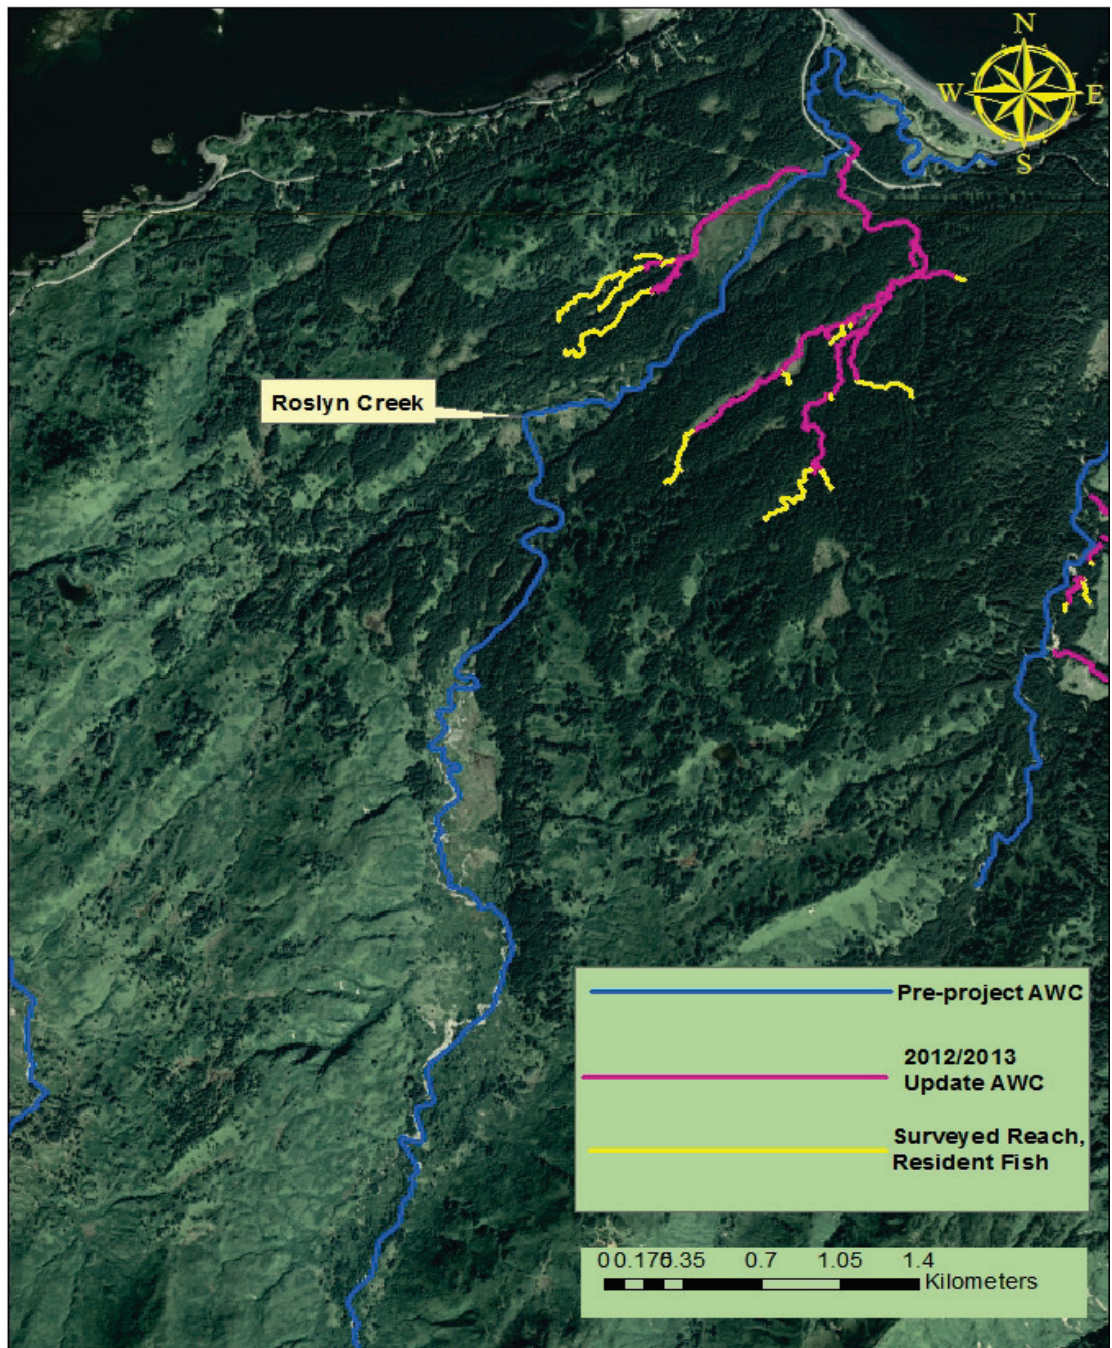 N
W E
S
Roslyn Creek
Pre-project AWC
2012/2013
Update AWC
Surveyed Reach,
Resident Fish
0 0.175 0.35 0.7 1.05 1.4
Kilometers